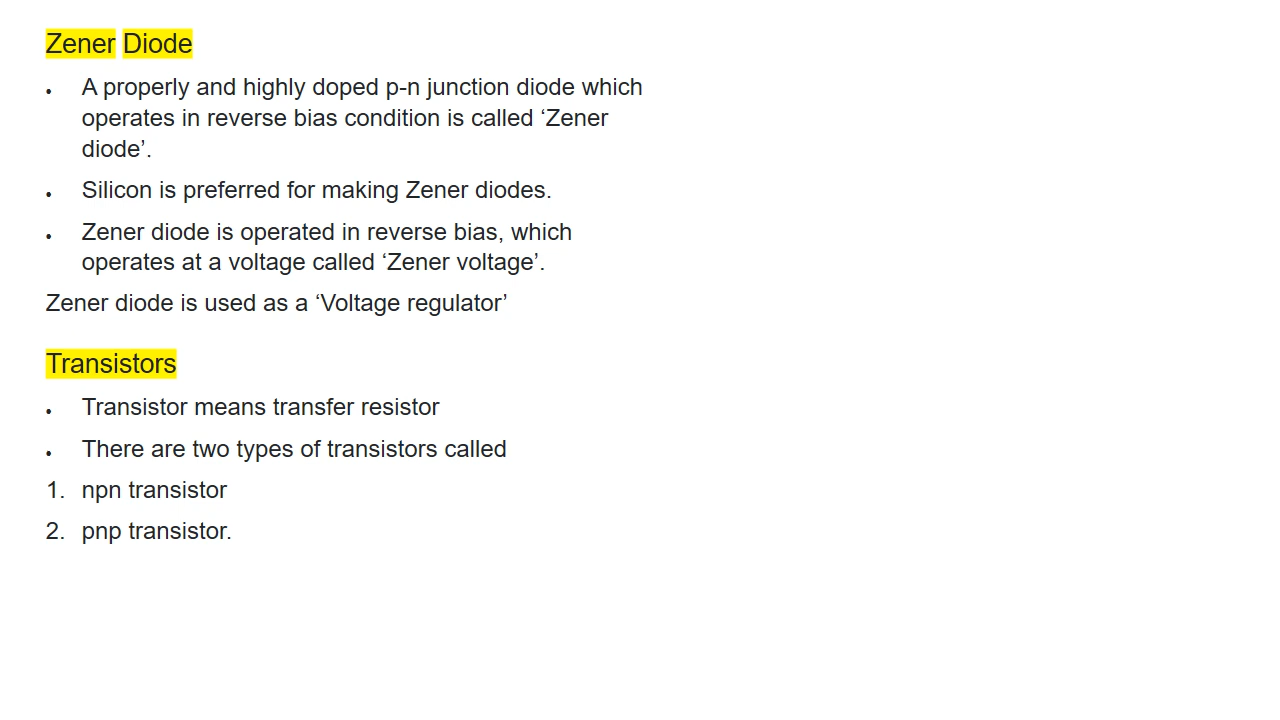 Zener Diode
• A properly and highly doped p-n junction diode which
operates in reverse bias condition is called ‘Zener
diode’.
• Silicon is preferred for making Zener diodes.
• Zener diode is operated in reverse bias, which
operates at a voltage called ‘Zener voltage’.
Zener diode is used as a ‘Voltage regulator’
Transistors
• Transistor means transfer resistor
• There are two types of transistors called
1. npn transistor
2. pnp transistor.